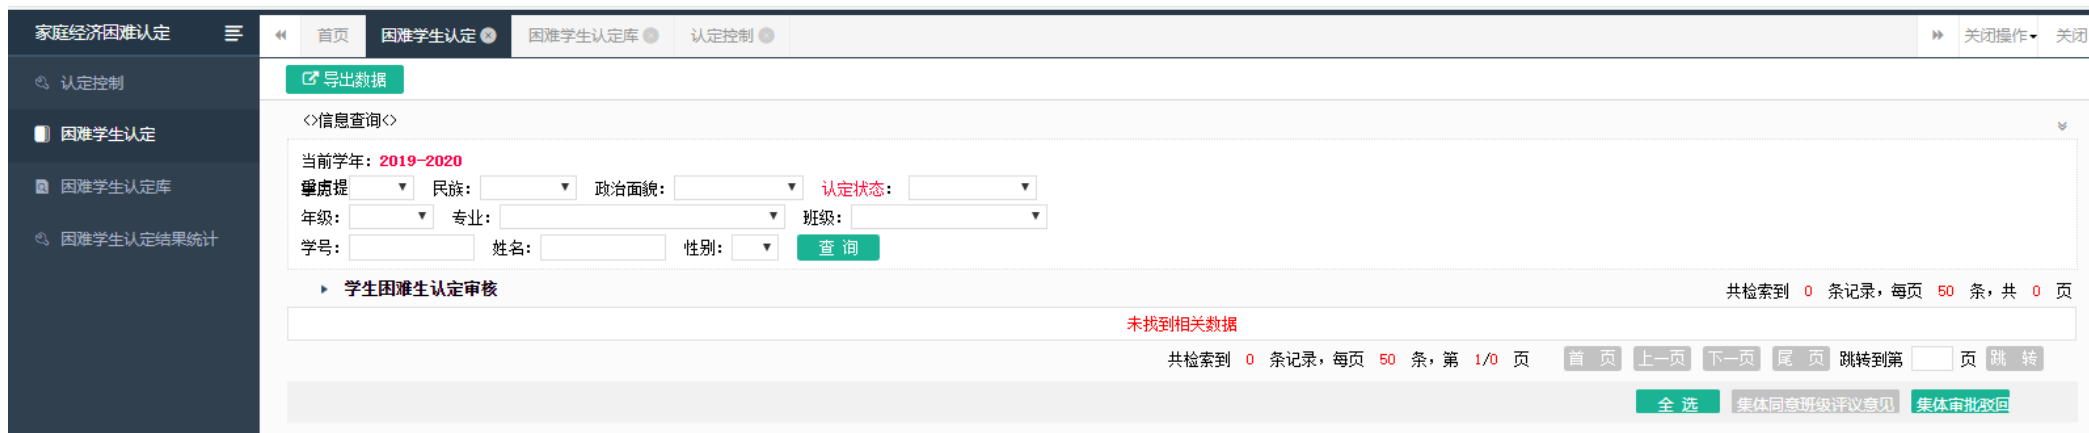 家庭经济困难认定
首页 困难学生认定 困难学生认定库 认定控制 关闭操作 关闭
认定控制
困难学生认定
困难学生认定库
困难学生认定结果统计
导出数据
<>信息查询<>
当前学年：2019-2020
民族： 政治面貌： 认定状态：
年级： 专业： 班级：
学号： 姓名： 性别： 查 询
学生困难生认定审核 共检索到 0 条记录，每页 50 条，共 0 页
未找到相关数据
共检索到 0 条记录，每页 50 条，第 1/0 页 首 页 上一页 下一页 尾 页 跳转到第 页 跳 转
全 选 集体同意班级评议意见 集体审批驳回